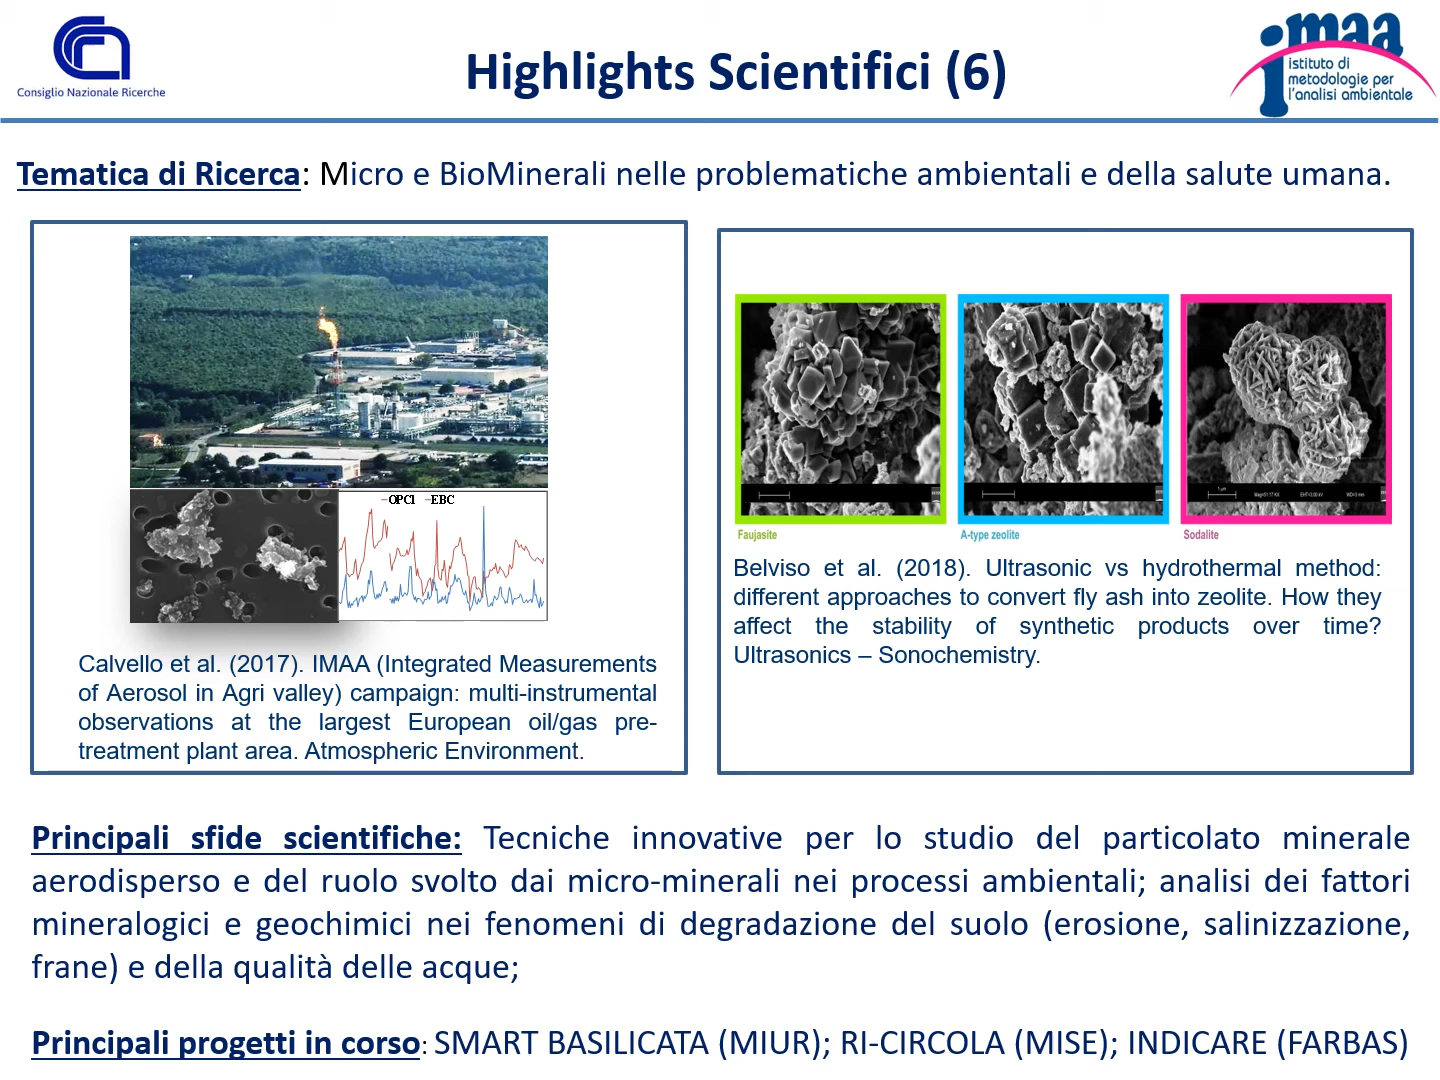 Consiglio Nazionale Ricerche
Highlights Scientifici (6)
imaa
istituto di
metodologie per
l'analisi ambientale
Tematica di Ricerca: Micro e BioMinerali nelle problematiche ambientali e della salute umana.
OPC1 EBC
Calvello et al. (2017). IMAA (Integrated Measurements
of Aerosol in Agri valley) campaign: multi-instrumental
observations at the largest European oil/gas pre-
treatment plant area. Atmospheric Environment.
Faujasite
A-type zeolite
Sodalite
Belviso et al. (2018). Ultrasonic vs hydrothermal method:
different approaches to convert fly ash into zeolite. How they
affect the stability of synthetic products over time?
Ultrasonics – Sonochemistry.
Principali sfide scientifiche: Tecniche innovative per lo studio del particolato minerale
aerodisperso e del ruolo svolto dai micro-minerali nei processi ambientali; analisi dei fattori
mineralogici e geochimici nei fenomeni di degradazione del suolo (erosione, salinizzazione,
frane) e della qualità delle acque;
Principali progetti in corso: SMART BASILICATA (MIUR); RI-CIRCOLA (MISE); INDICARE (FARBAS)